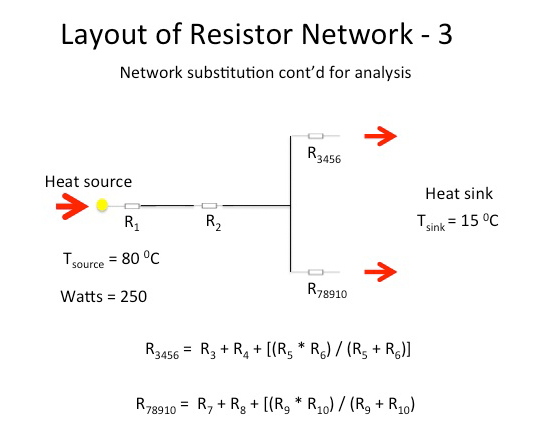 Layout of Resistor Network - 3
Network substitution cont'd for analysis
R3456
Heat source
Heat sink
R1
R2
Tsink = 15 ⁰C
Tsource = 80 ⁰C
R78910
Watts = 250
R3456 = R3 + R4 + [(R5 * R6) / (R5 + R6)]
R78910 = R7 + R8 + [(R9 * R10) / (R9 + R10)